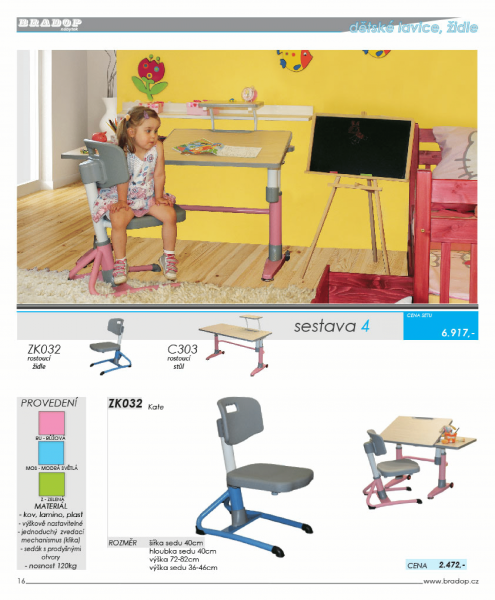 BRADOP
nábytek
dětské lavice, židle
ZK032
rostoucí
židle
C303
rostoucí
stůl
sestava 4
CENA SETU
6.917,-
PROVEDENÍ
RU - RŮŽOVÁ
MOS - MODRÁ SVĚTLÁ
Z - ZELENÁ
MATERIÁL
- kov, lamino, plast
- výškově nastavitelné
- jednoduchý zvedací
mechanismus (klika)
- sedák s prodyšnými
otvory
- nosnost 120kg
ZK032 Kate
ROZMĚR šířka sedu 40cm
hloubka sedu 40cm
výška 72-82cm
výška sedu 36-46cm
CENA 2.472.-
16
www.bradop.cz